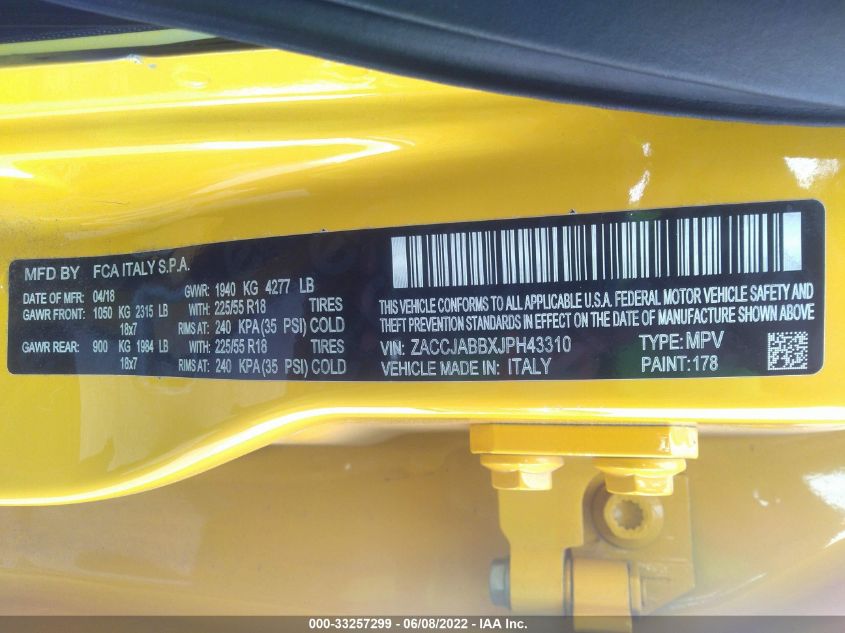 MFD BY FCA ITALY S.P.A.
DATE OF MFR: 04/18 GVWR: 1940 KG 4277 LB
GAWR FRONT: 1050 KG 2315 LB WITH: 225/55 R18 TIRES
18x7 RIMS AT: 240 KPA (35 PSI) COLD
GAWR REAR: 900 KG 1984 LB WITH: 225/55 R18 TIRES
18x7 RIMS AT: 240 KPA (35 PSI) COLD
THIS VEHICLE CONFORMS TO ALL APPLICABLE U.S.A. FEDERAL MOTOR VEHICLE SAFETY AND
THEFT PREVENTION STANDARDS IN EFFECT ON THE DATE OF MANUFACTURE SHOWN ABOVE
VIN: ZACCJABBXJPH43310 TYPE: MPV
VEHICLE MADE IN: ITALY PAINT: 178
000-33257299 - 06/08/2022 - IAA Inc.